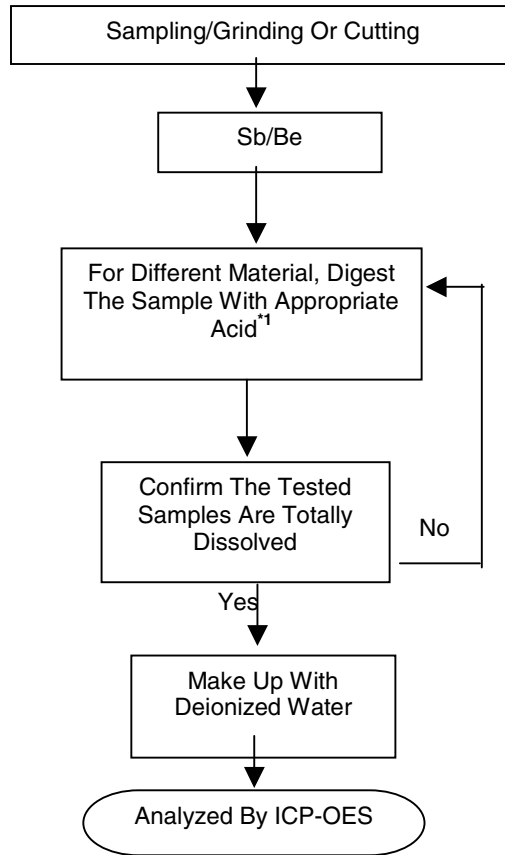 Sampling/Grinding Or Cutting
Sb/Be
For Different Material, Digest
The Sample With Appropriate
Acid*1
Confirm The Tested
Samples Are Totally
Dissolved
No
Yes
Make Up With
Deionized Water
Analyzed By ICP-OES